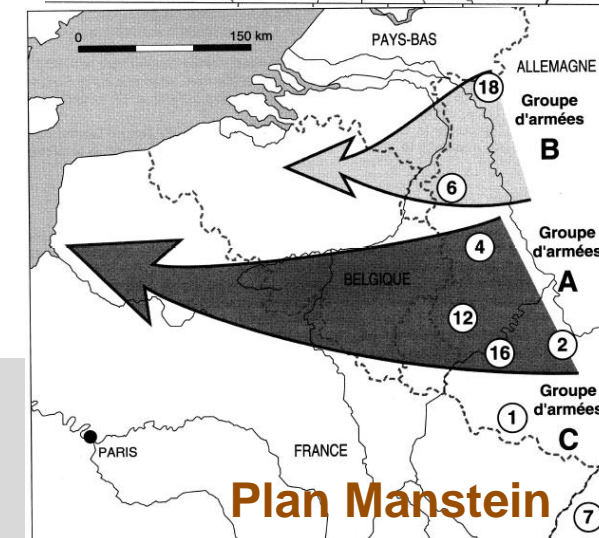 0 150 km
PAYS-BAS
ALLEMAGNE
18
Groupe
d'armées
B
6
Groupe
d'armées
A
4
BELGIQUE
12
2
16
Groupe
d'armées
C
1
PARIS
FRANCE
Plan Manstein
7